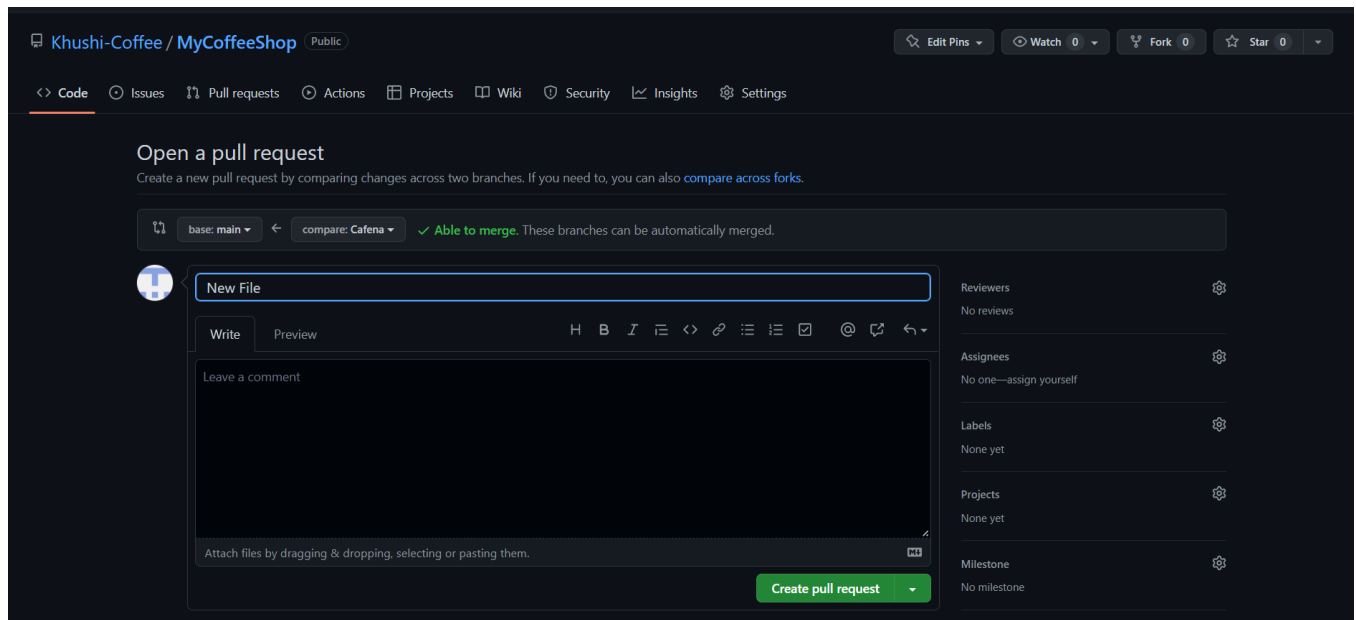 Khushi-Coffee / MyCoffeeShop Public
Edit Pins Watch 0 Fork 0 Star 0
Code Issues Pull requests Actions Projects Wiki Security Insights Settings
Open a pull request
Create a new pull request by comparing changes across two branches. If you need to, you can also compare across forks.
base: main compare: Cafena Able to merge. These branches can be automatically merged.
New File
Write Preview
Leave a comment
Attach files by dragging & dropping, selecting or pasting them.
Create pull request
Reviewers
No reviews
Assignees
No one—assign yourself
Labels
None yet
Projects
None yet
Milestone
No milestone